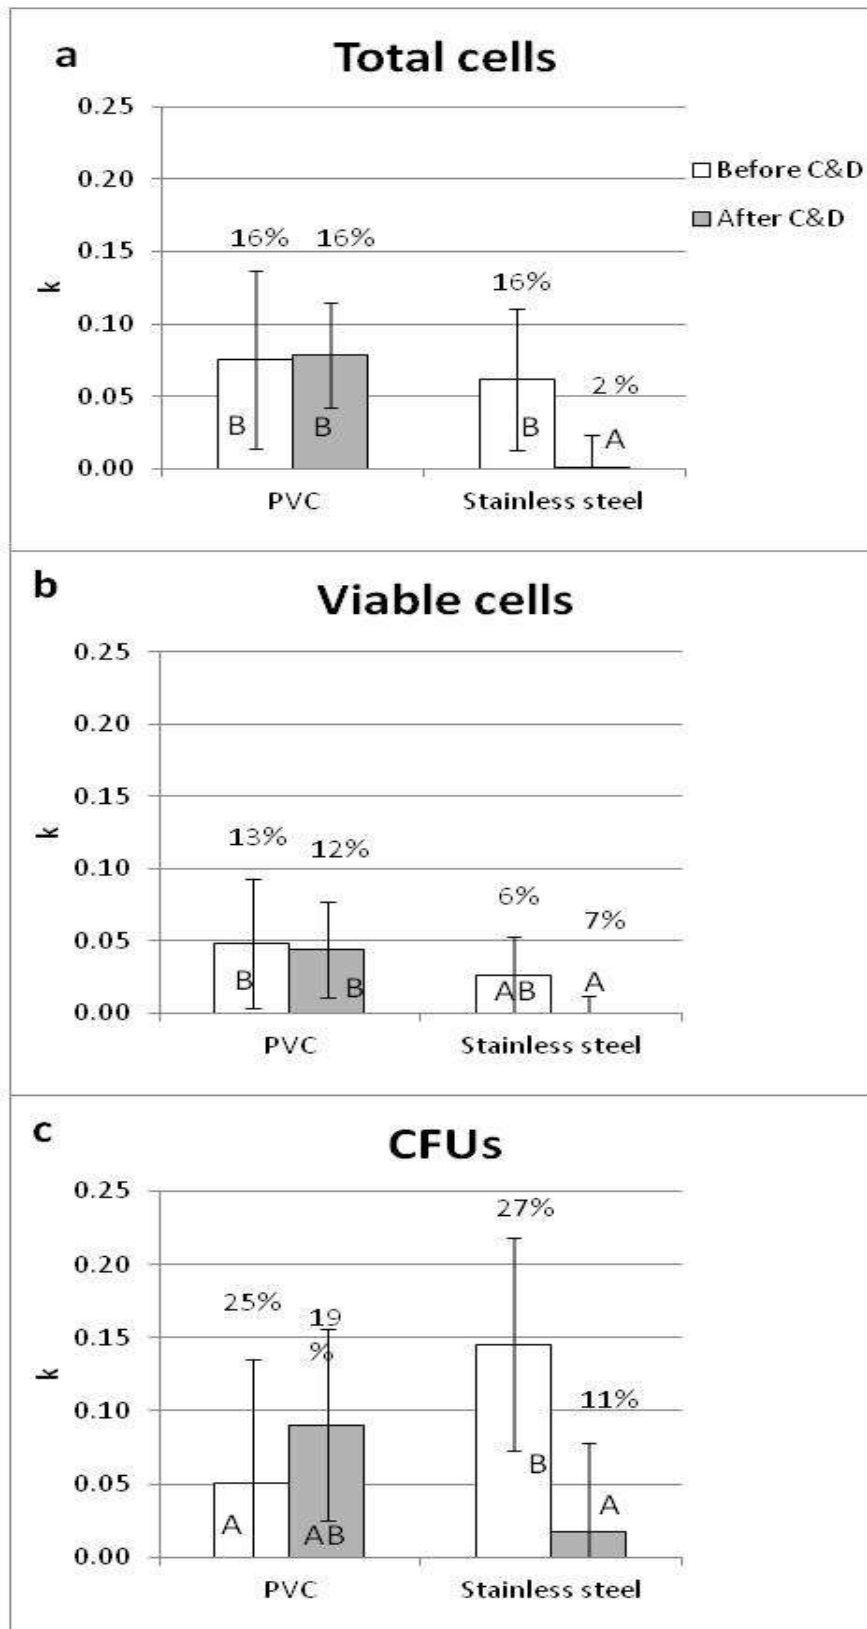 a Total cells
0.25
0.20
0.15
0.10
0.05
0.00
k
16% 16% 16% 2%
B B B A
PVC Stainless steel
Before C&D
After C&D
b Viable cells
0.25
0.20
0.15
0.10
0.05
0.00
k
13% 12% 6% 7%
B B AB A
PVC Stainless steel
c CFUs
0.25
0.20
0.15
0.10
0.05
0.00
k
25% 19 % 27% 11%
A AB B A
PVC Stainless steel